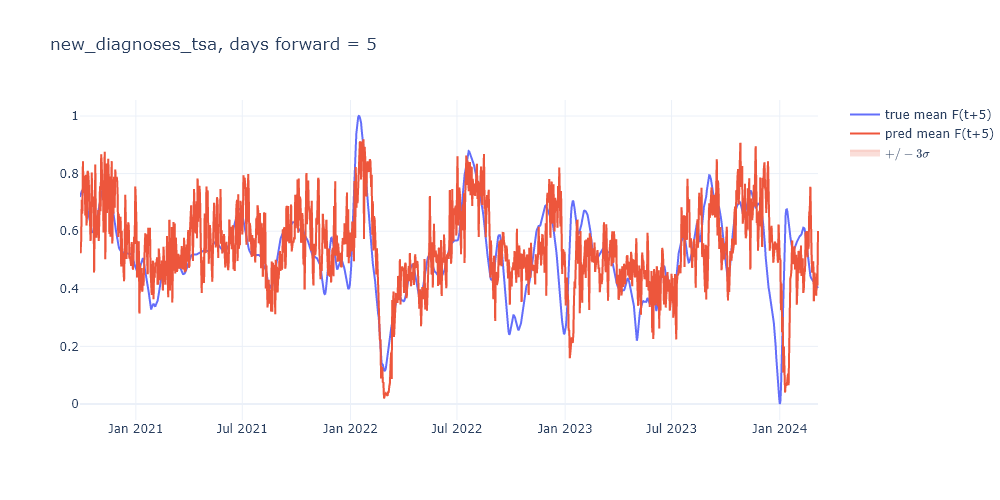 new_diagnoses_tsa, days forward = 5
true mean F(t+5)
pred mean F(t+5)
+/ − 3σ
1
0.8
0.6
0.4
0.2
0
Jan 2021 Jul 2021 Jan 2022 Jul 2022 Jan 2023 Jul 2023 Jan 2024